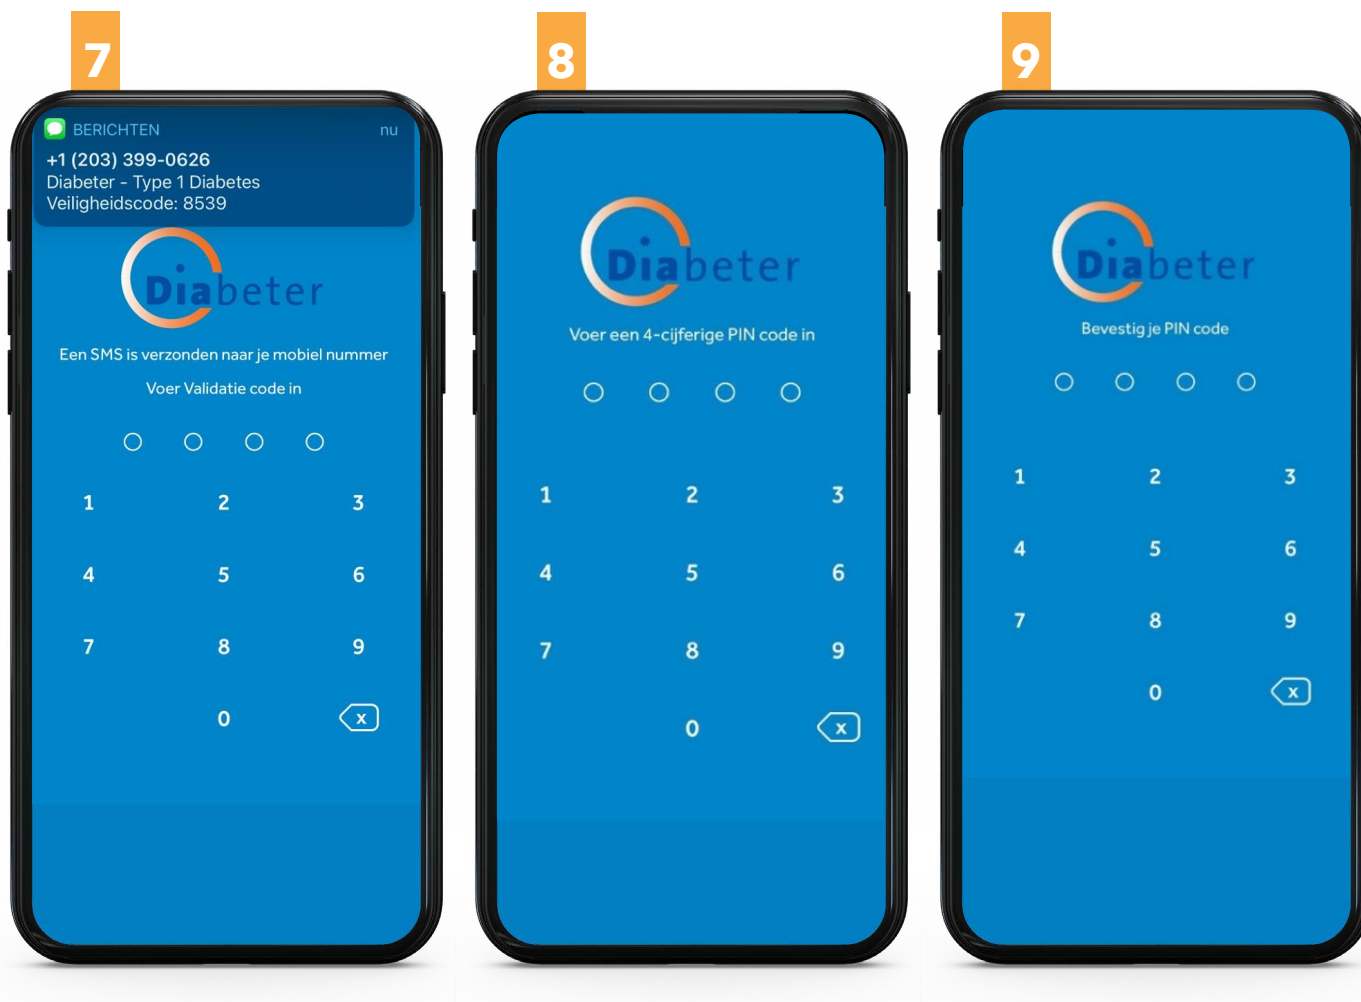 7
BERICHTEN nu
+1 (203) 399-0626
Diabeter - Type 1 Diabetes
Veiligheidscode: 8539
Diabeter
Een SMS is verzonden naar je mobiel nummer
Voer Validatie code in
1 2 3
4 5 6
7 8 9
0 x
8
Diabeter
Voer een 4-cijferige PIN code in
1 2 3
4 5 6
7 8 9
0 x
9
Diabeter
Bevestig je PIN code
1 2 3
4 5 6
7 8 9
0 x